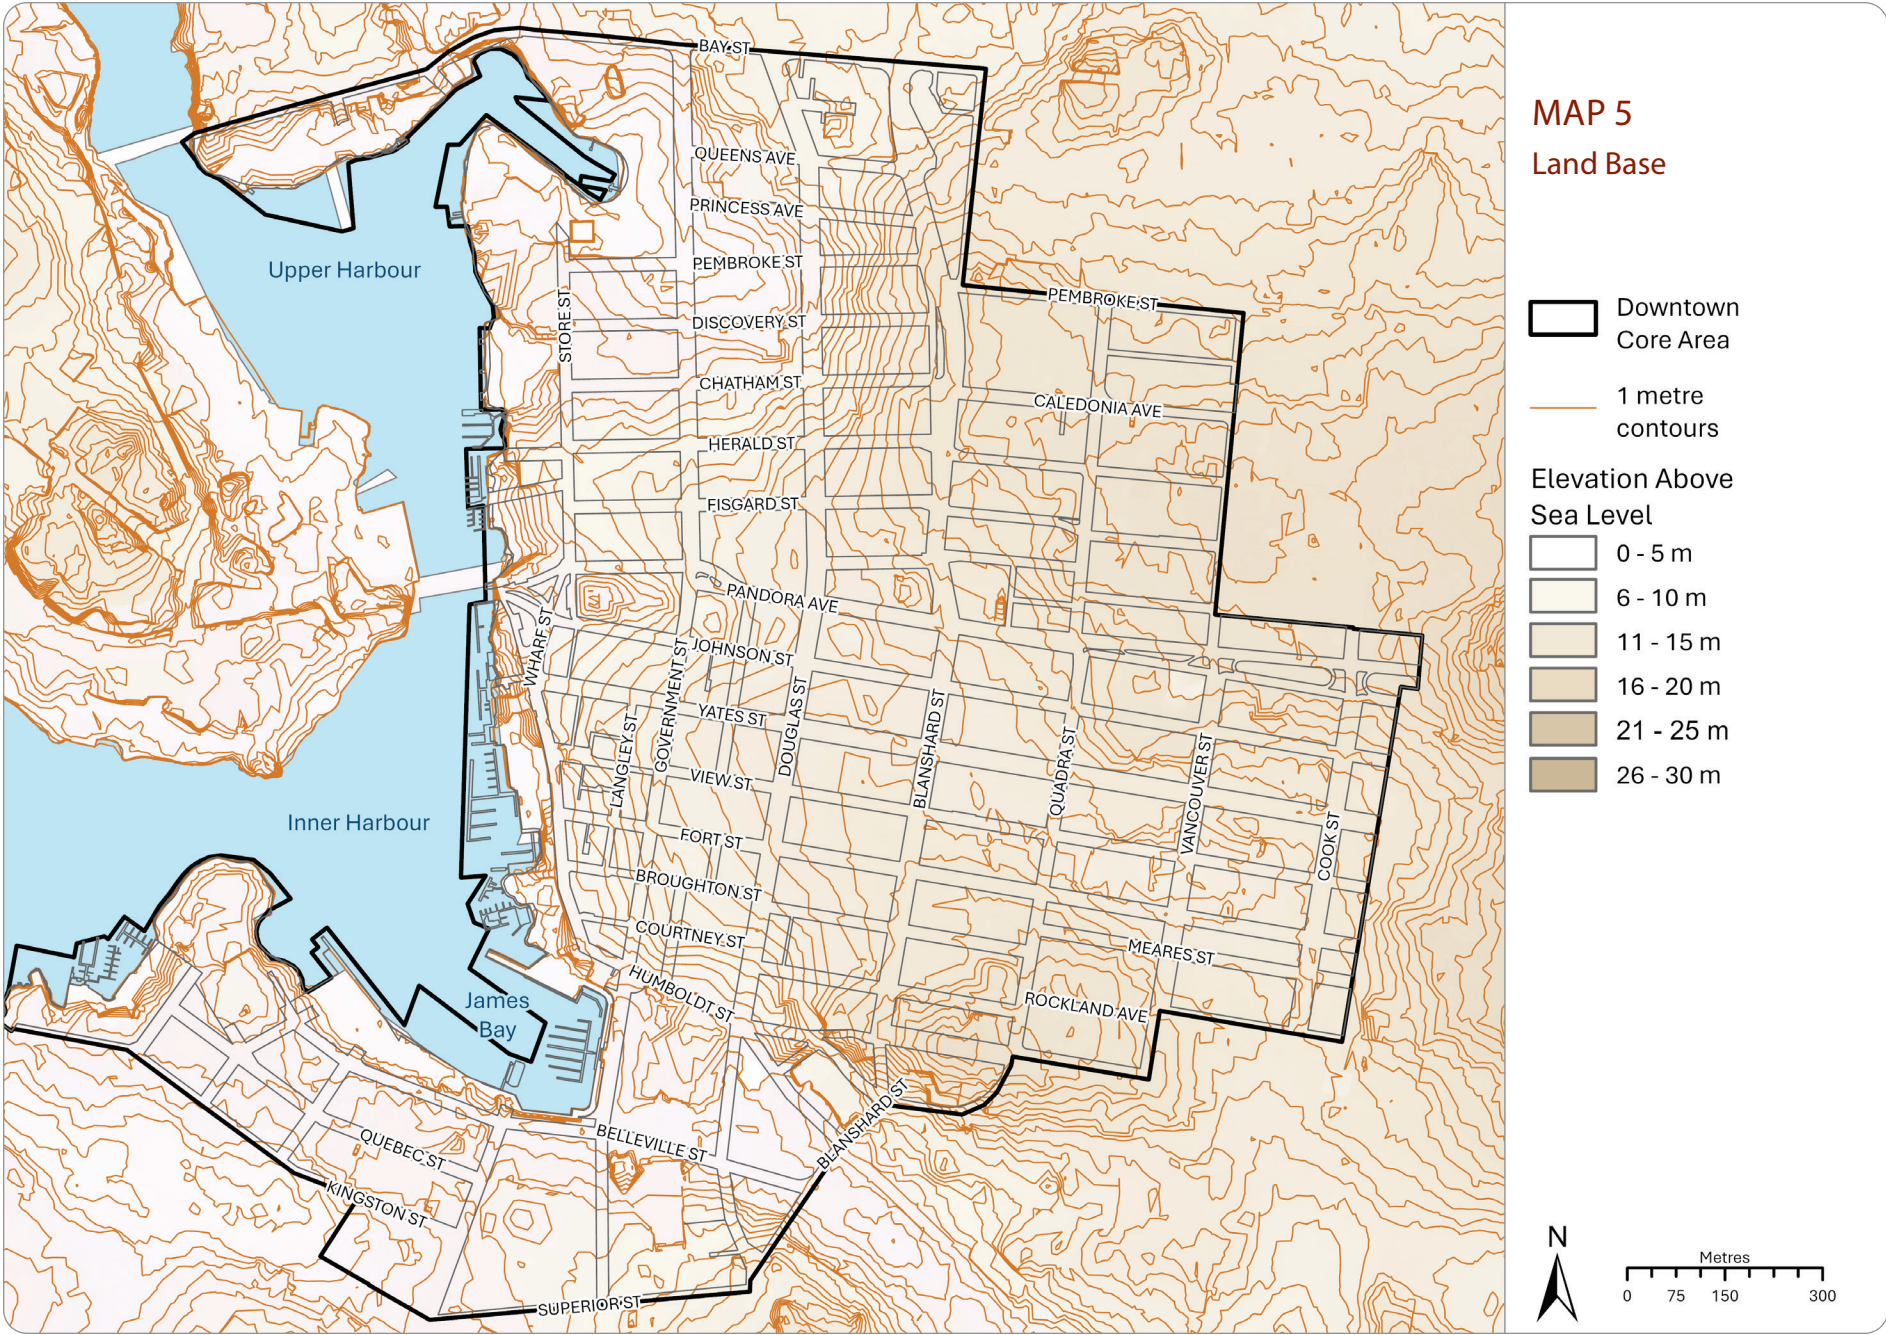 MAP 5
Land Base
Downtown
Core Area
1 metre
contours
Elevation Above
Sea Level
0 - 5 m
6 - 10 m
11 - 15 m
16 - 20 m
21 - 25 m
26 - 30 m
N
Metres
0 75 150 300
BAY ST
QUEENS AVE
PRINCESS AVE
PEMBROKE ST
Upper Harbour
PEMBROKE ST
STORE ST
DISCOVERY ST
CHATHAM ST
CALEDONIA AVE
HERALD ST
FISGARD ST
PANDORA AVE
WHARF ST
JOHNSON ST
GOVERNMENT ST
YATES ST
LANGLEY ST
DOUGLAS ST
BLANSHARD ST
QUADRA ST
VANCOUVER ST
COOK ST
VIEW ST
Inner Harbour
FORT ST
BROUGHTON ST
COURTNEY ST
MEARES ST
HUMBOLDT ST
ROCKLAND AVE
James
Bay
BLANSHARD ST
BELLEVILLE ST
QUEBEC ST
KINGSTON ST
SUPERIOR ST